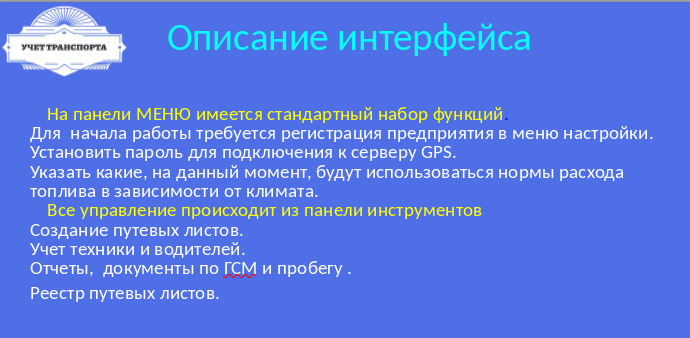 УЧЕТ ТРАНСПОРТА
Описание интерфейса
На панели МЕНЮ имеется стандартный набор функций.
Для  начала работы требуется регистрация предприятия в меню настройки.
Установить пароль для подключения к серверу GPS.
Указать какие, на данный момент, будут использоваться нормы расхода
топлива в зависимости от климата.
Все управление происходит из панели инструментов
Создание путевых листов.
Учет техники и водителей.
Отчеты,  документы по ГСМ и пробегу .
Реестр путевых листов.